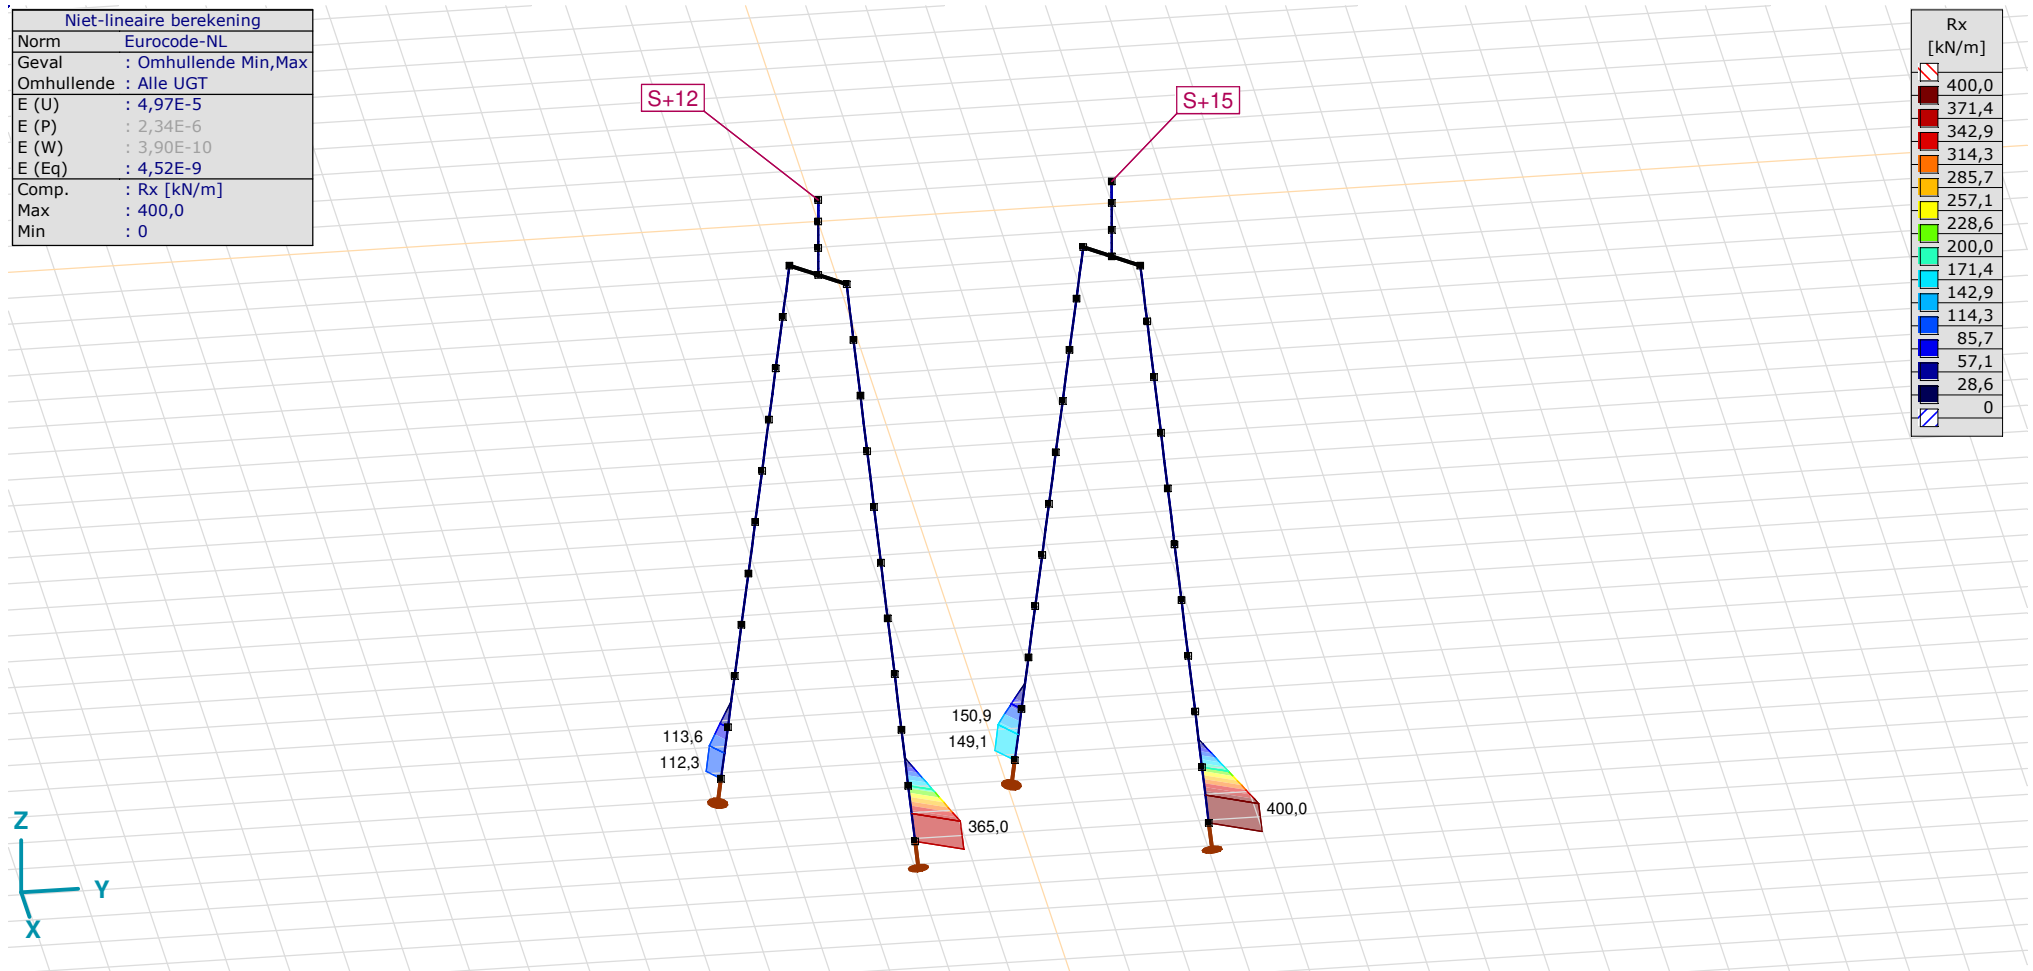 Niet-lineaire berekening
Norm Eurocode-NL
Geval : Omhullende Min,Max
Omhullende : Alle UGT
E (U) : 4,97E-5
E (P) : 2,34E-6
E (W) : 3,90E-10
E (Eq) : 4,52E-9
Comp. : Rx [kN/m]
Max : 400,0
Min : 0
S+12
S+15
Rx
[kN/m]
400,0
371,4
342,9
314,3
285,7
257,1
228,6
200,0
171,4
142,9
114,3
85,7
57,1
28,6
0
113,6
112,3
150,9
149,1
365,0
400,0
Z
Y
X